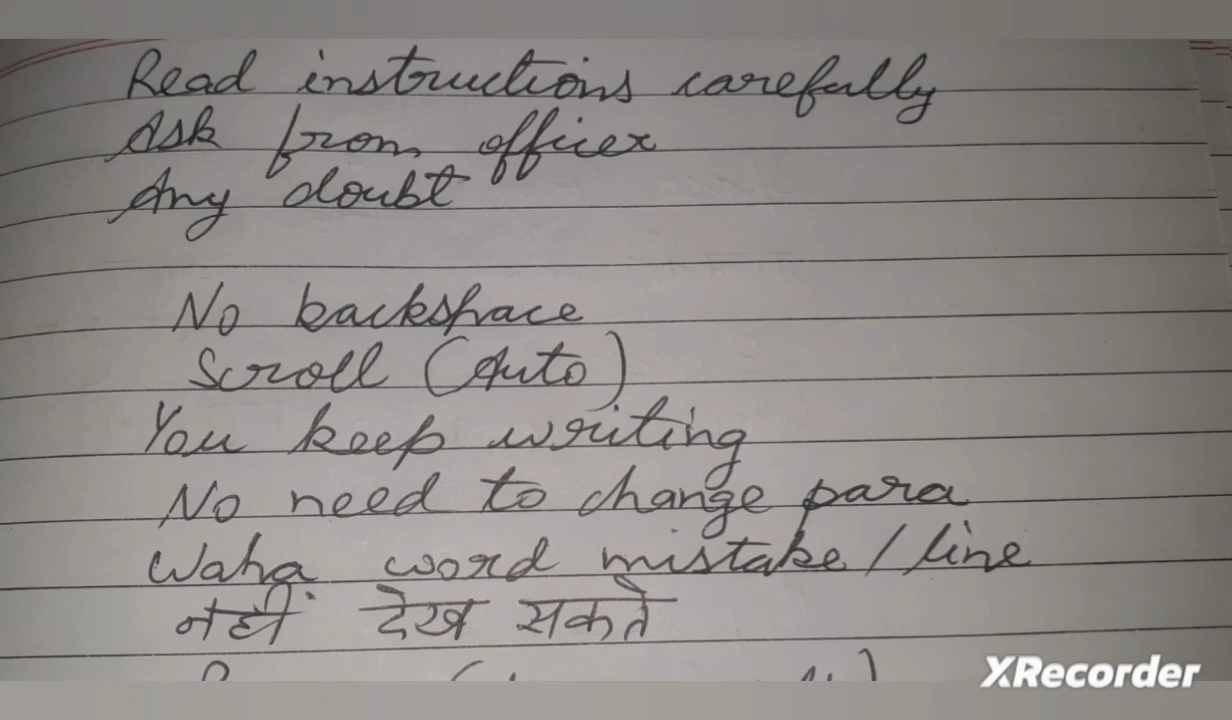 Read instructions carefully
Ask from officer
Any doubt
No backspace
Scroll (Auto)
You keep writing
No need to change para
Waha word mistake / line
नहीं देख सकते
XRecorder